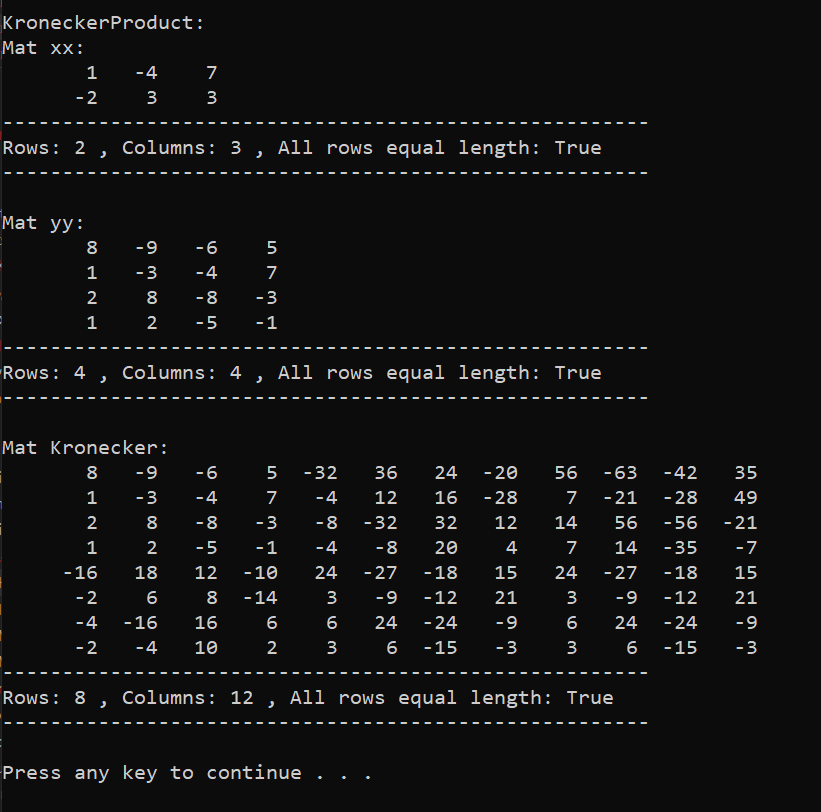 KroneckerProduct:
Mat xx:
1 -4 7
-2 3 3
------------------------------------------------------
Rows: 2 , Columns: 3 , All rows equal length: True
------------------------------------------------------
Mat yy:
8 -9 -6 5
1 -3 -4 7
2 8 -8 -3
1 2 -5 -1
------------------------------------------------------
Rows: 4 , Columns: 4 , All rows equal length: True
------------------------------------------------------
Mat Kronecker:
8 -9 -6 5 -32 36 24 -20 56 -63 -42 35
1 -3 -4 7 -4 12 16 -28 7 -21 -28 49
2 8 -8 -3 -8 -32 32 12 14 56 -56 -21
1 2 -5 -1 -4 -8 20 4 7 14 -35 -7
-16 18 12 -10 24 -27 -18 15 24 -27 -18 15
-2 6 8 -14 3 -9 -12 21 3 -9 -12 21
-4 -16 16 6 6 24 -24 -9 6 24 -24 -9
-2 -4 10 2 3 6 -15 -3 3 6 -15 -3
------------------------------------------------------
Rows: 8 , Columns: 12 , All rows equal length: True
------------------------------------------------------
Press any key to continue . . .